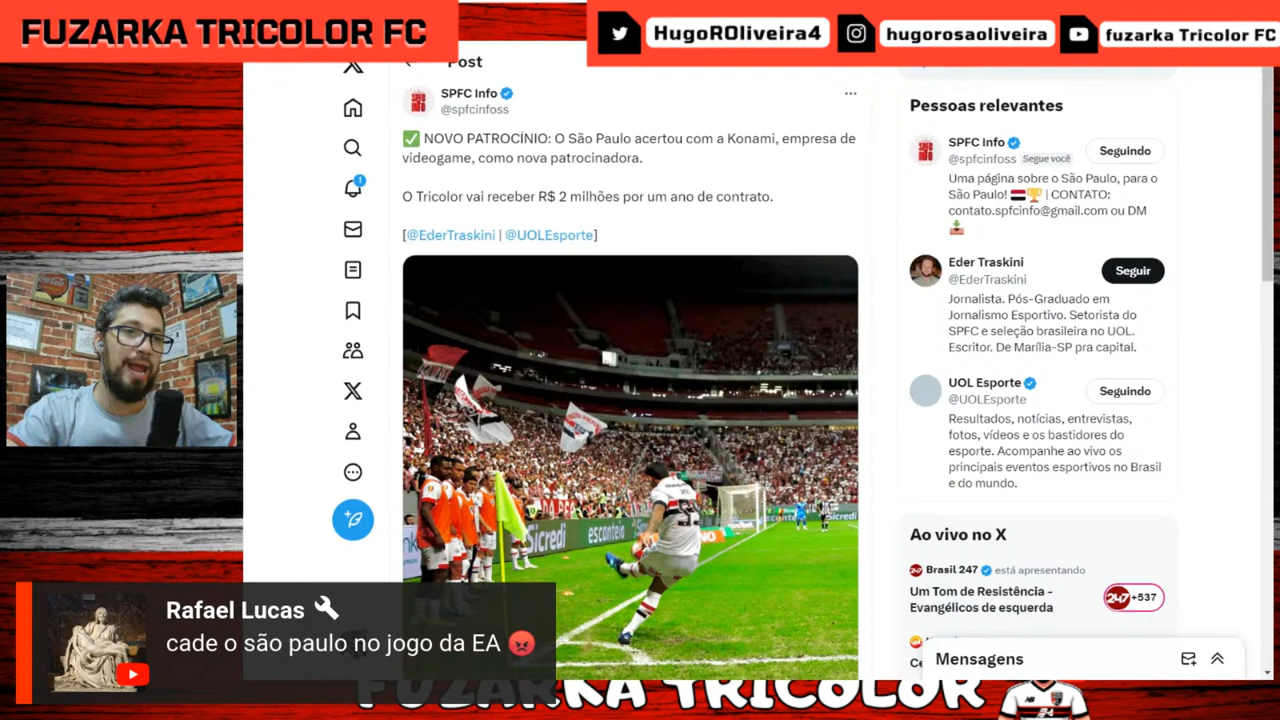 FUZARKA TRICOLOR FC
HugoROliveira4
hugorosaoliveira
fuzarka Tricolor FC
Post
SPFC Info
@spfcinfoss
✅ NOVO PATROCÍNIO: O São Paulo acertou com a Konami, empresa de
videogame, como nova patrocinadora.
O Tricolor vai receber R$ 2 milhões por um ano de contrato.
[@EderTraskini | @UOLEsporte]
Sicredi
escanteio
Sicredi
Pessoas relevantes
SPFC Info
@spfcinfoss Segue você
Seguindo
Uma página sobre o São Paulo, para o
São Paulo! 🇾🇪🏆 | CONTATO:
contato.spfcinfo@gmail.com ou DM
📥
Eder Traskini
@EderTraskini
Seguir
Jornalista. Pós-Graduado em
Jornalismo Esportivo. Setorista do
SPFC e seleção brasileira no UOL.
Escritor. De Marília-SP pra capital.
UOL Esporte
@UOLEsporte
Seguindo
Resultados, notícias, entrevistas,
fotos, vídeos e os bastidores do
esporte. Acompanhe ao vivo os
principais eventos esportivos no Brasil
e do mundo.
Ao vivo no X
Brasil 247 está apresentando
Um Tom de Resistência -
Evangélicos de esquerda
247 +537
Mensagens
Rafael Lucas 🔧
cade o são paulo no jogo da EA 😡
FUZARKA TRICOLOR